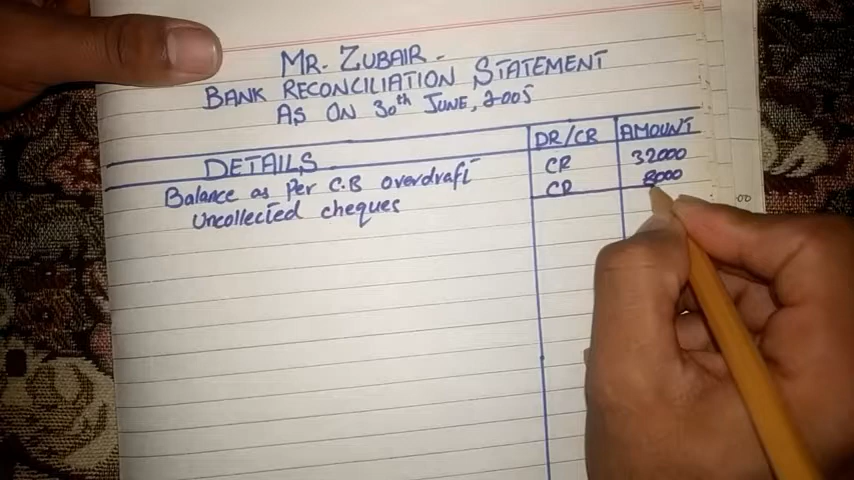 MR. ZUBAIR-
BANK RECONCILIATION STATEMENT
AS ON 30th JUNE, 2005
DETAILS DR/CR AMOUNT
Balance as Per C.B overdraft CR 32000
Uncollected cheques CR 8000
00